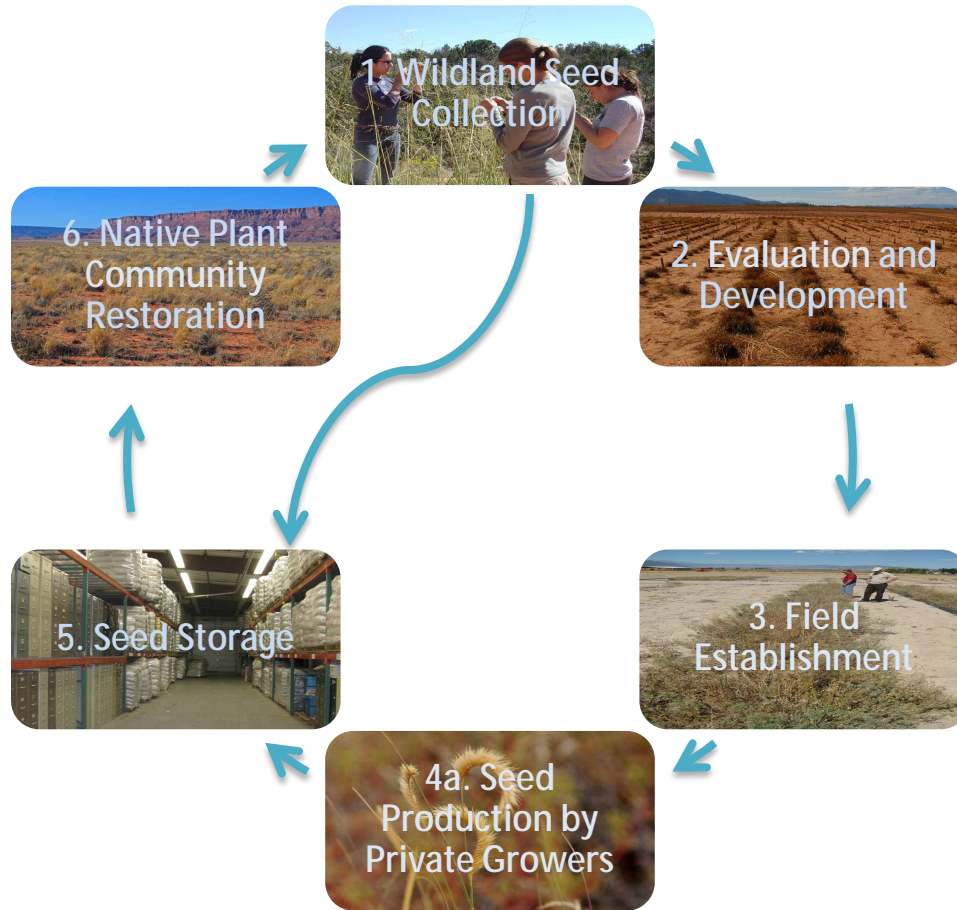 1. Wildland Seed
Collection
2. Evaluation and
Development
3. Field
Establishment
4a. Seed
Production by
Private Growers
5. Seed Storage
6. Native Plant
Community
Restoration